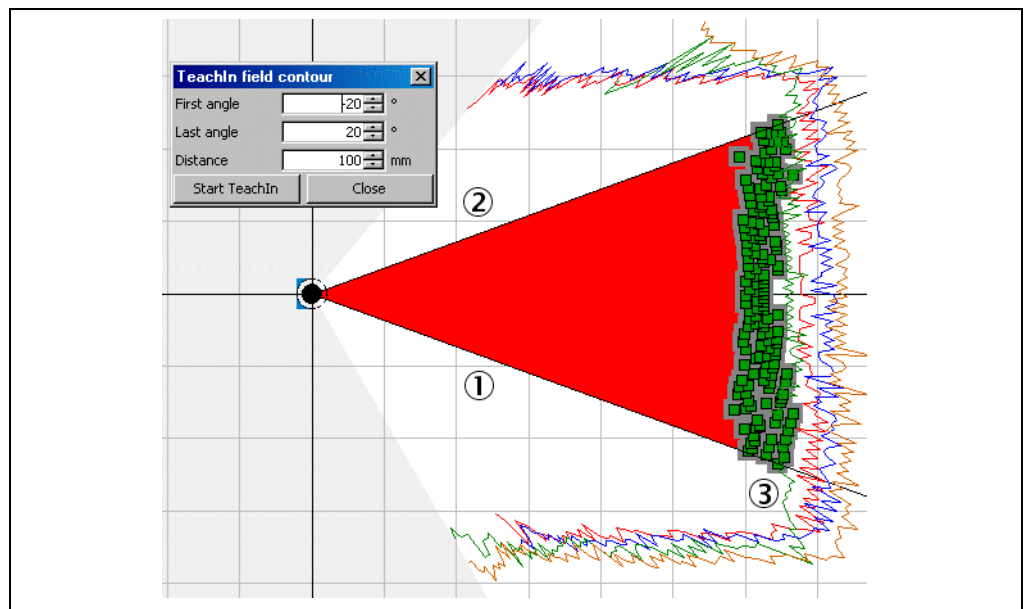 TeachIn field contour
First angle -20 °
Last angle 20 °
Distance 100 mm
Start TeachIn Close
②
①
③